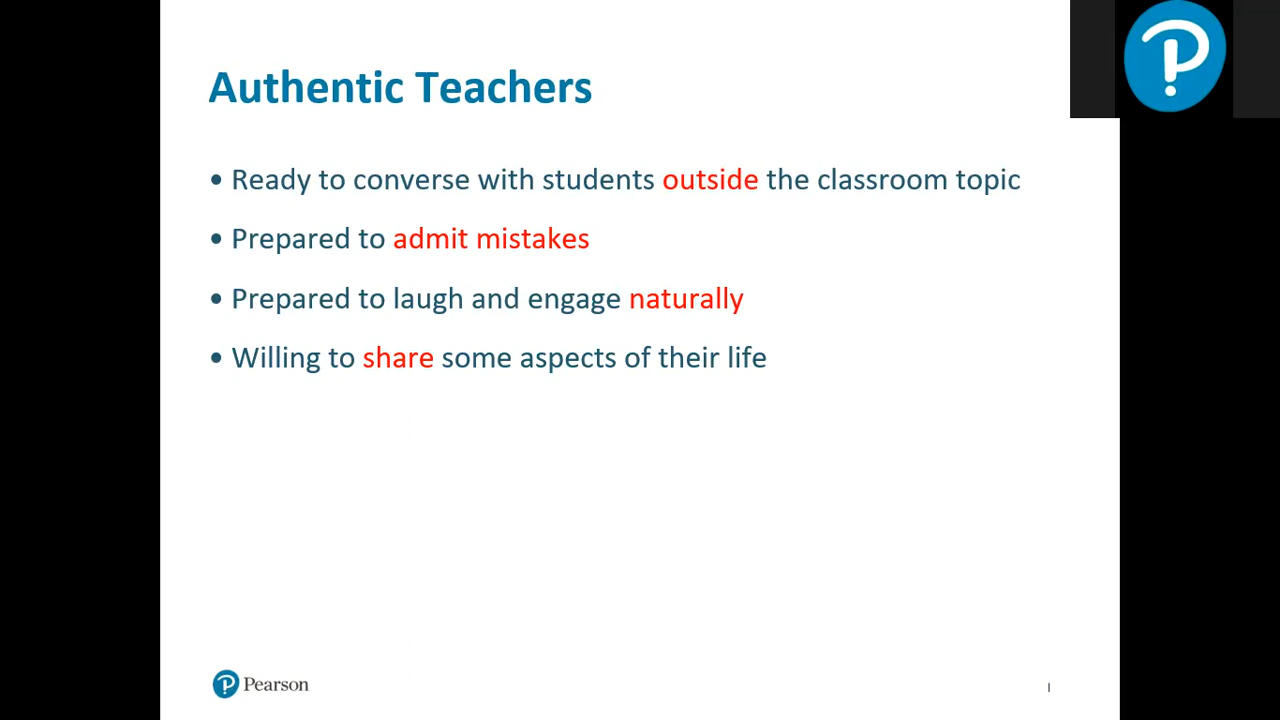 Authentic Teachers
• Ready to converse with students outside the classroom topic
• Prepared to admit mistakes
• Prepared to laugh and engage naturally
• Willing to share some aspects of their life
Pearson